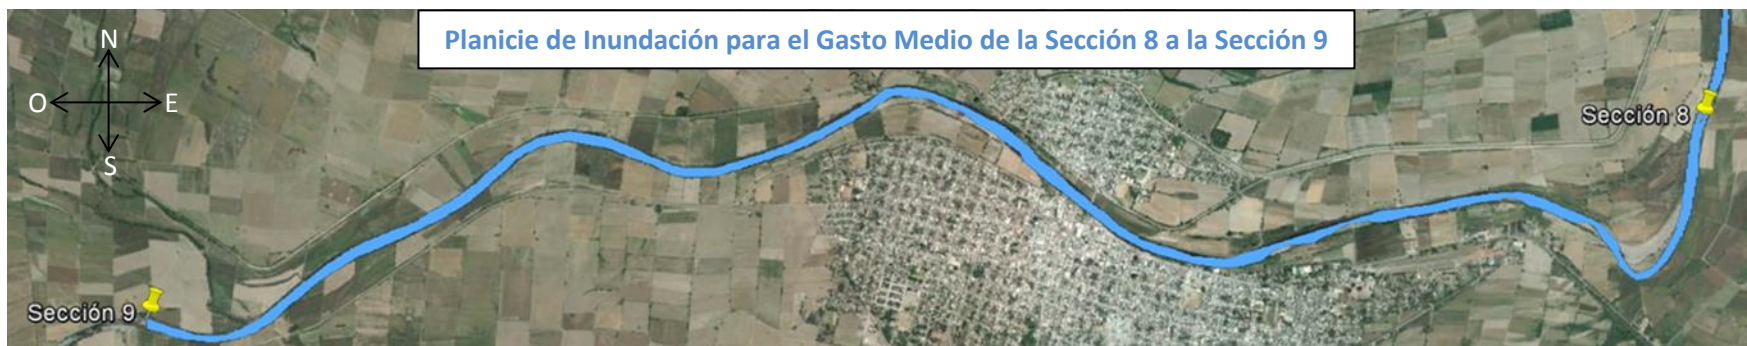 Planicie de Inundación para el Gasto Medio de la Sección 8 a la Sección 9
N
O E
S
Sección 8
Sección 9